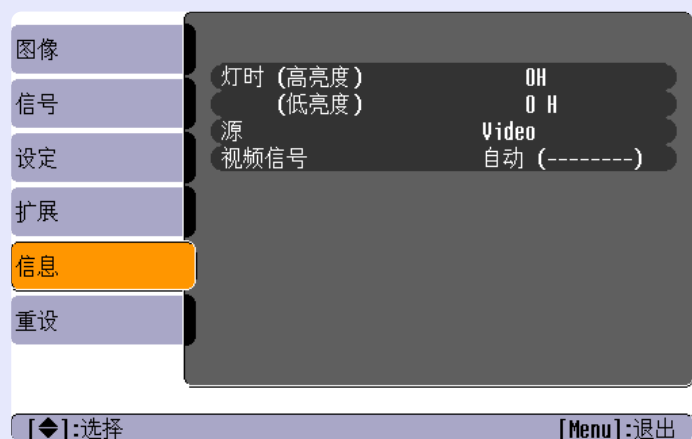 图像
信号
设定
扩展
信息
重设
灯时 (高亮度) 0H
(低亮度) 0 H
源 Video
视频信号 自动 (--------)
[◆]:选择 [Menu]:退出